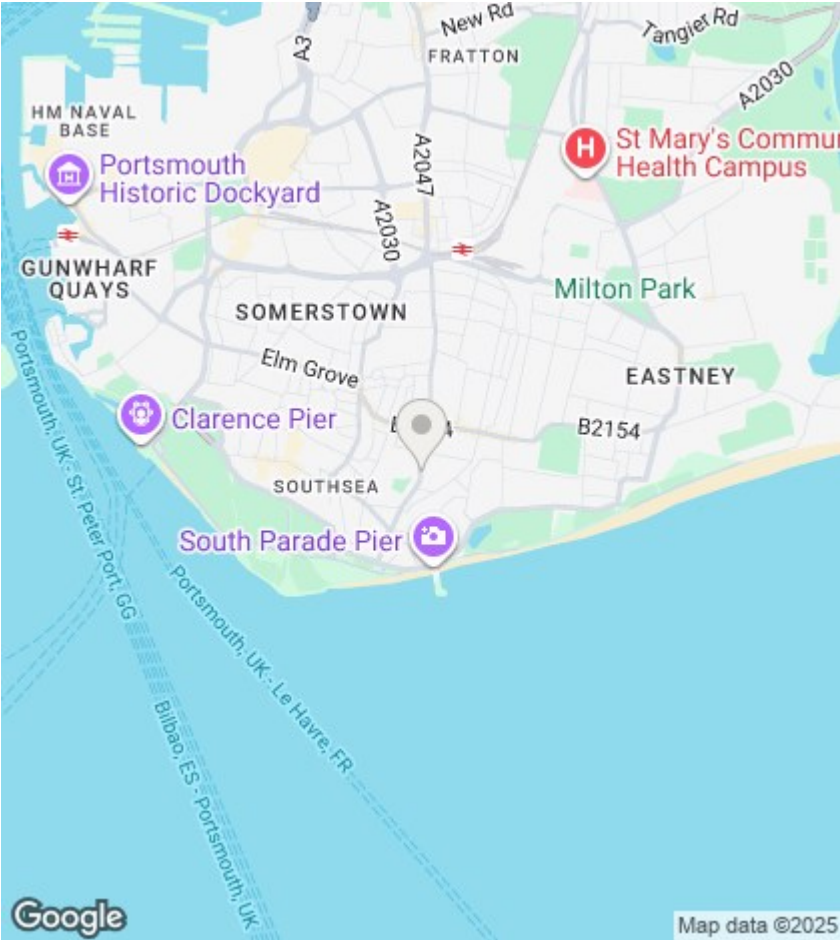 New Rd
Tangier Rd
A3
FRATTON
A2030
HM NAVAL
BASE
St Mary's Commu
Health Campus
Portsmouth
Historic Dockyard
A2047
A2030
GUNWHARF
QUAYS
Milton Park
SOMERSTOWN
Elm Grove
EASTNEY
Clarence Pier
B2154
SOUTHSEA
South Parade Pier
Portsmouth, UK - St. Peter Port, GG
Portsmouth, UK - Le Havre, FR
Bilbao, ES - Portsmouth, UK
Google
Map data ©2025